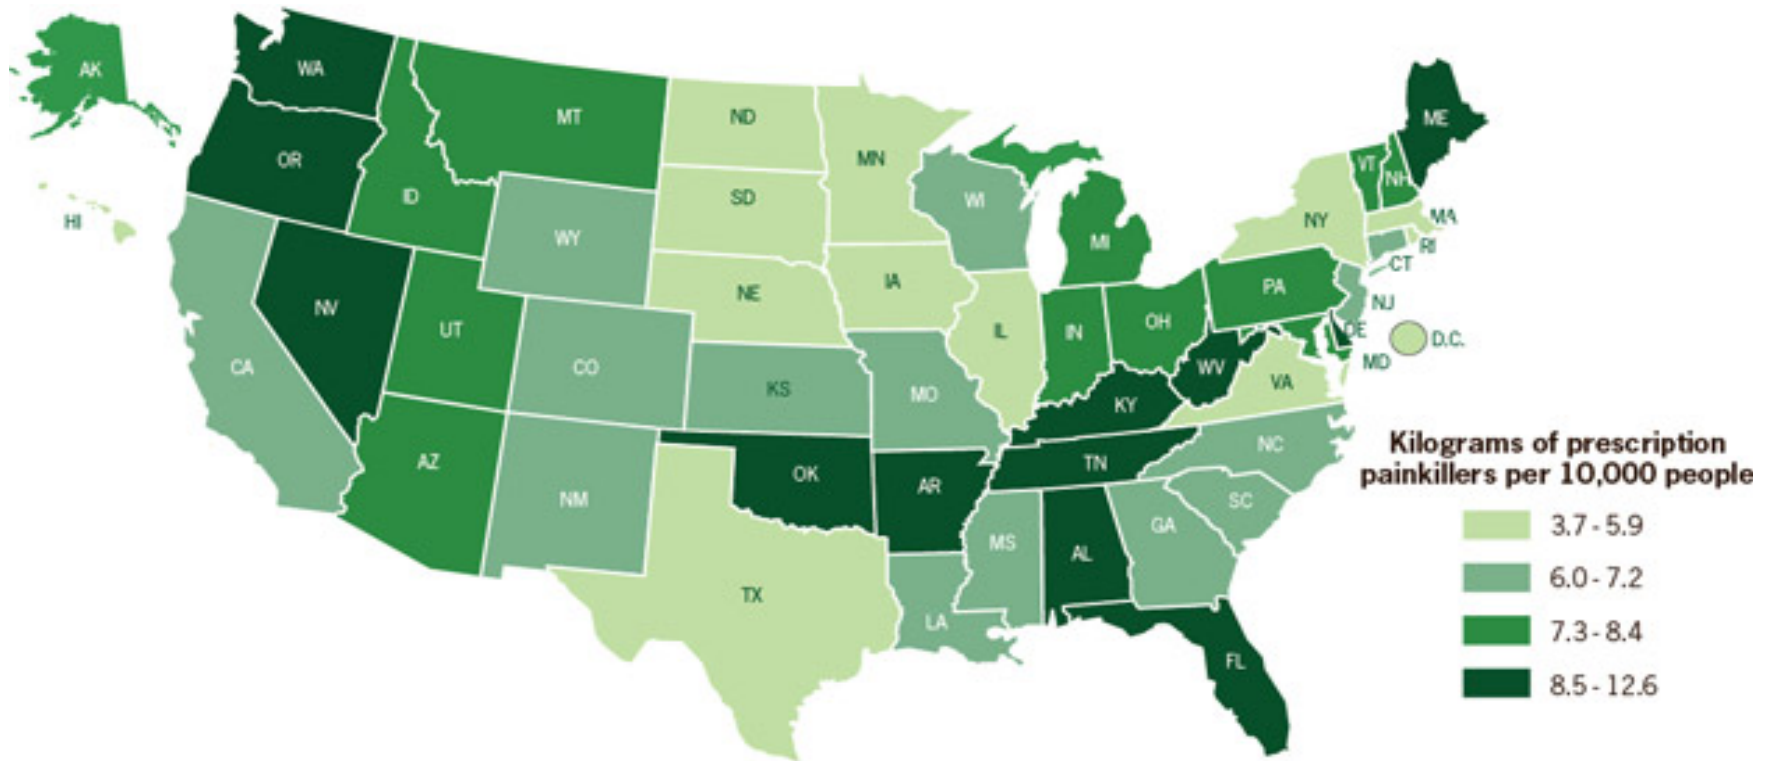 AK
WA
MT
ND
MN
ME
OR
ID
SD
WI
VT
NH
HI
WY
MI
NY
MA
RI
CT
NV
UT
NE
IA
PA
NJ
CA
CO
KS
MO
IL
IN
OH
DE
D.C.
MD
WV
VA
KY
AZ
NM
OK
AR
TN
NC
SC
TX
LA
MS
AL
GA
FL
Kilograms of prescription
painkillers per 10,000 people
3.7 - 5.9
6.0 - 7.2
7.3 - 8.4
8.5 - 12.6